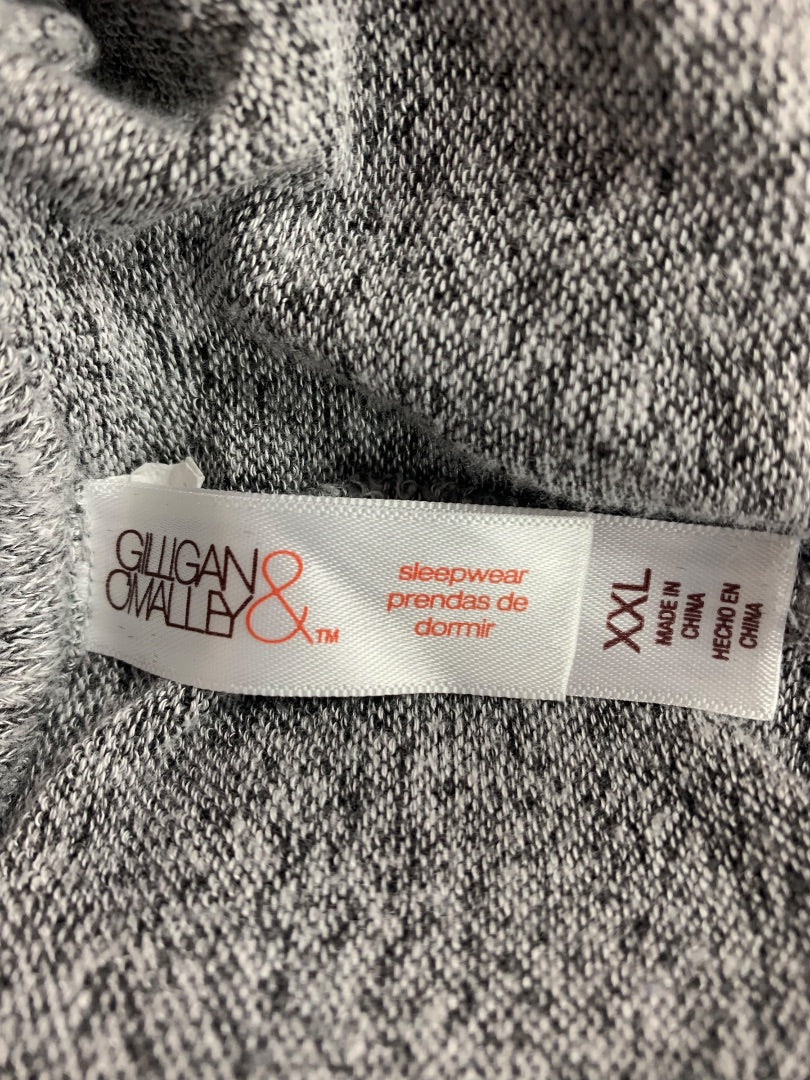 GILLIGAN
O'MALLEY &™
sleepwear
prendas de
dormir
XXL
MADE IN
CHINA
HECHO EN
CHINA